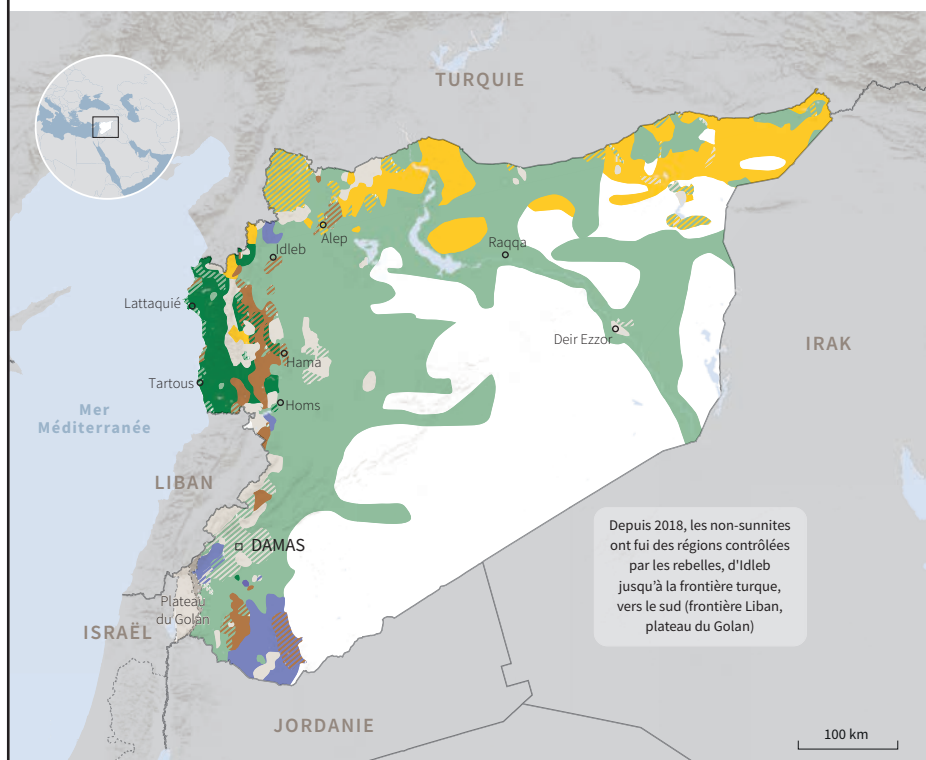 TURQUIE
Alep
Idleb
Raqqa
Lattaquié
Deir Ezzor
IRAK
Hama
Tartous
Homs
Mer
Méditerranée
LIBAN
DAMAS
Depuis 2018, les non-sunnites
ont fui des régions contrôlées
par les rebelles, d'Idleb
jusqu'à la frontière turque,
vers le sud (frontière Liban,
plateau du Golan)
Plateau
du Golan
ISRAËL
JORDANIE
100 km